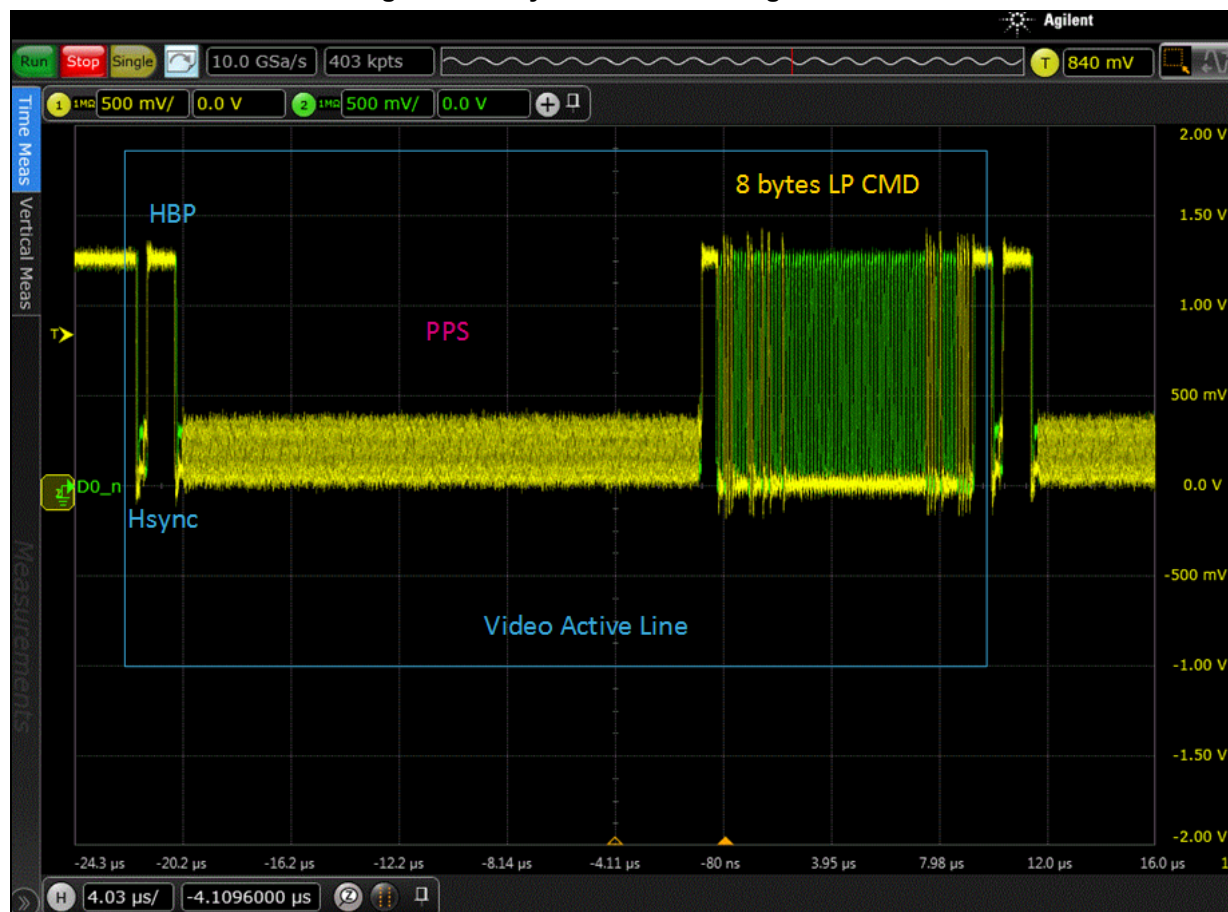 Agilent
Run Stop Single 10.0 GSa/s 403 kpts T 840 mV
1 1MΩ 500 mV/ 0.0 V 2 1MΩ 500 mV/ 0.0 V
Time Meas
Vertical Meas
Measurements
2.00 V
8 bytes LP CMD
HBP
1.50 V
1.00 V
T
PPS
500 mV
D0_n
0.0 V
Hsync
-500 mV
Video Active Line
-1.00 V
-1.50 V
-2.00 V
-24.3 µs -20.2 µs -16.2 µs -12.2 µs -8.14 µs -4.11 µs -80 ns 3.95 µs 7.98 µs 12.0 µs 16.0 µs
H 4.03 µs/ -4.1096000 µs